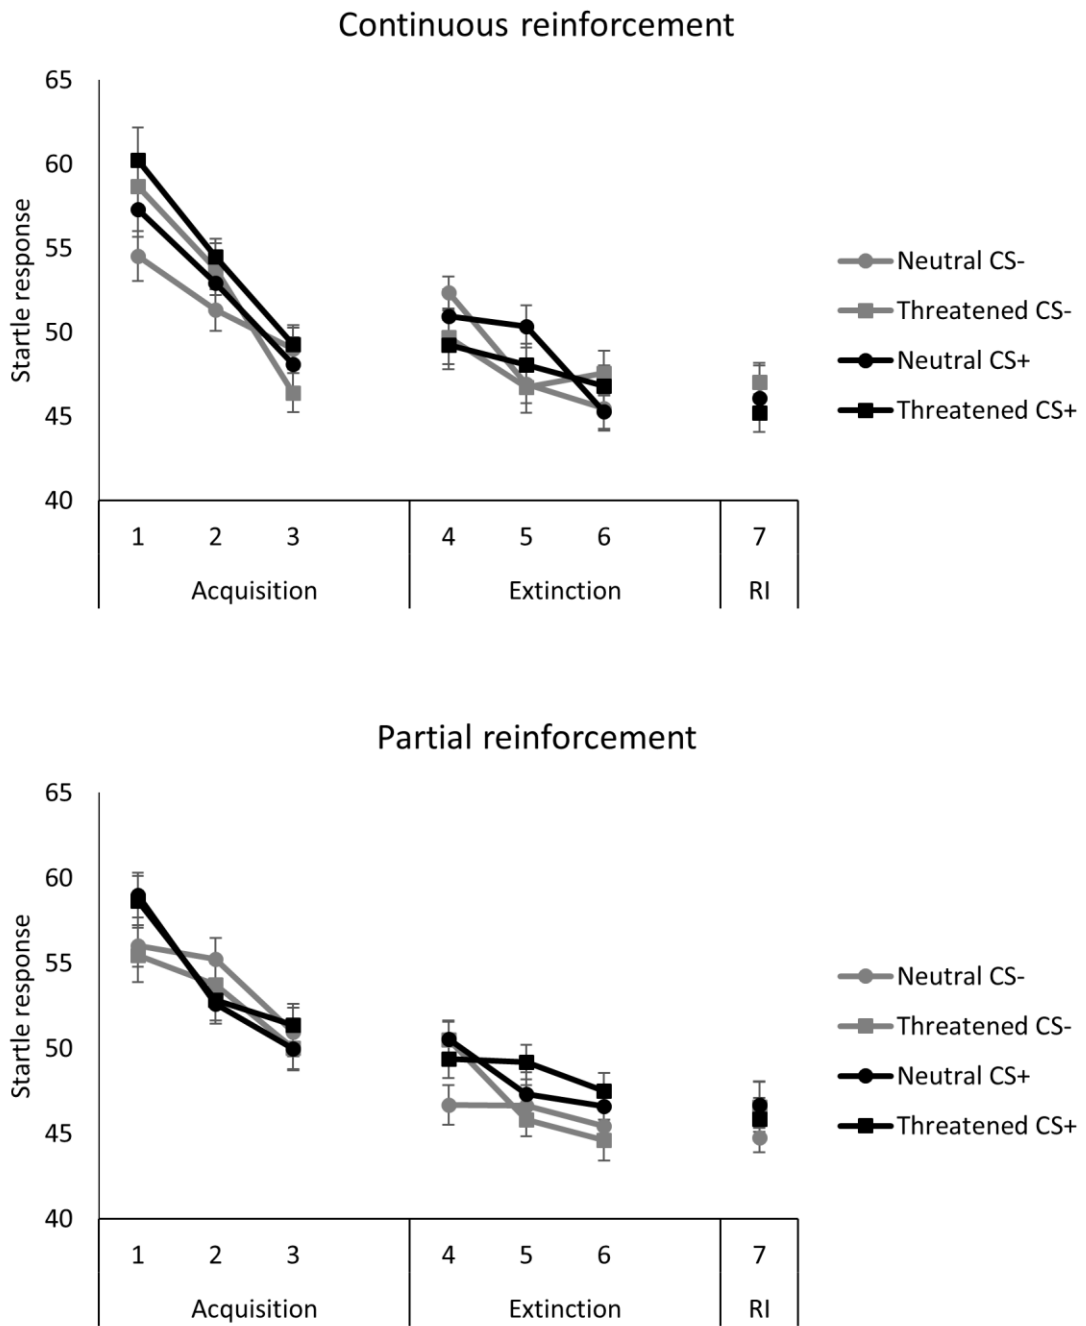 Continuous reinforcement
65
60
55
50
45
40
Startle response
1 2 3 4 5 6 7
Acquisition Extinction RI
Neutral CS-
Threatened CS-
Neutral CS+
Threatened CS+
Partial reinforcement
65
60
55
50
45
40
Startle response
1 2 3 4 5 6 7
Acquisition Extinction RI
Neutral CS-
Threatened CS-
Neutral CS+
Threatened CS+